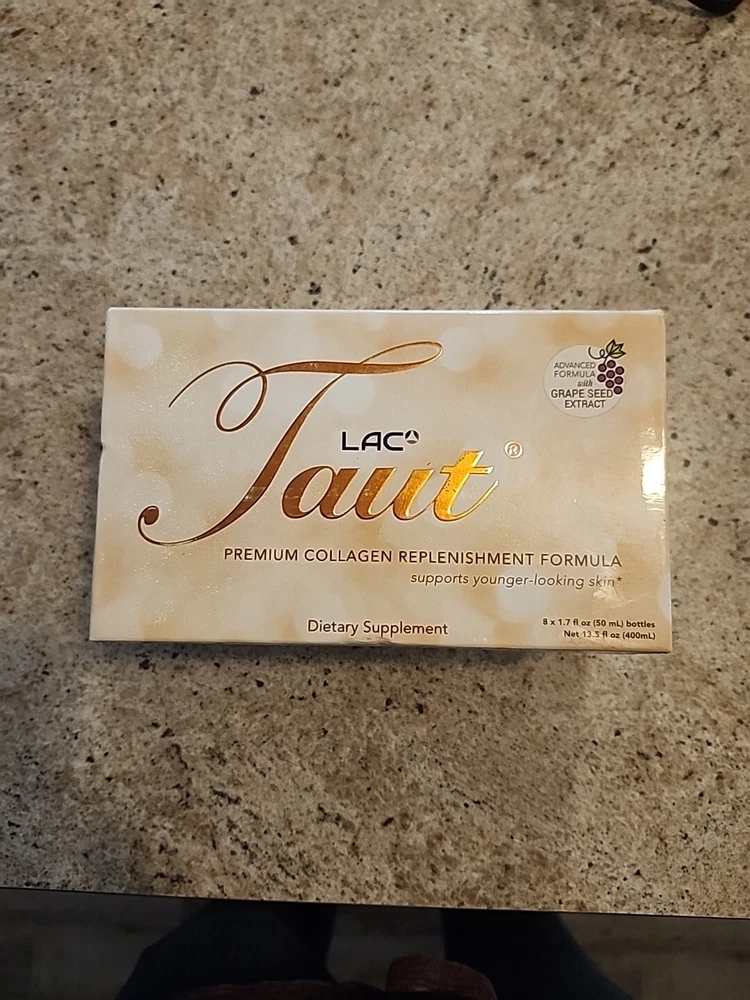 ADVANCED
FORMULA
with
GRAPE SEED
EXTRACT
LAC
Taut®
PREMIUM COLLAGEN REPLENISHMENT FORMULA
supports younger-looking skin*
Dietary Supplement
8 x 1.7 fl oz (50 mL) bottles
Net 13.5 fl oz (400mL)